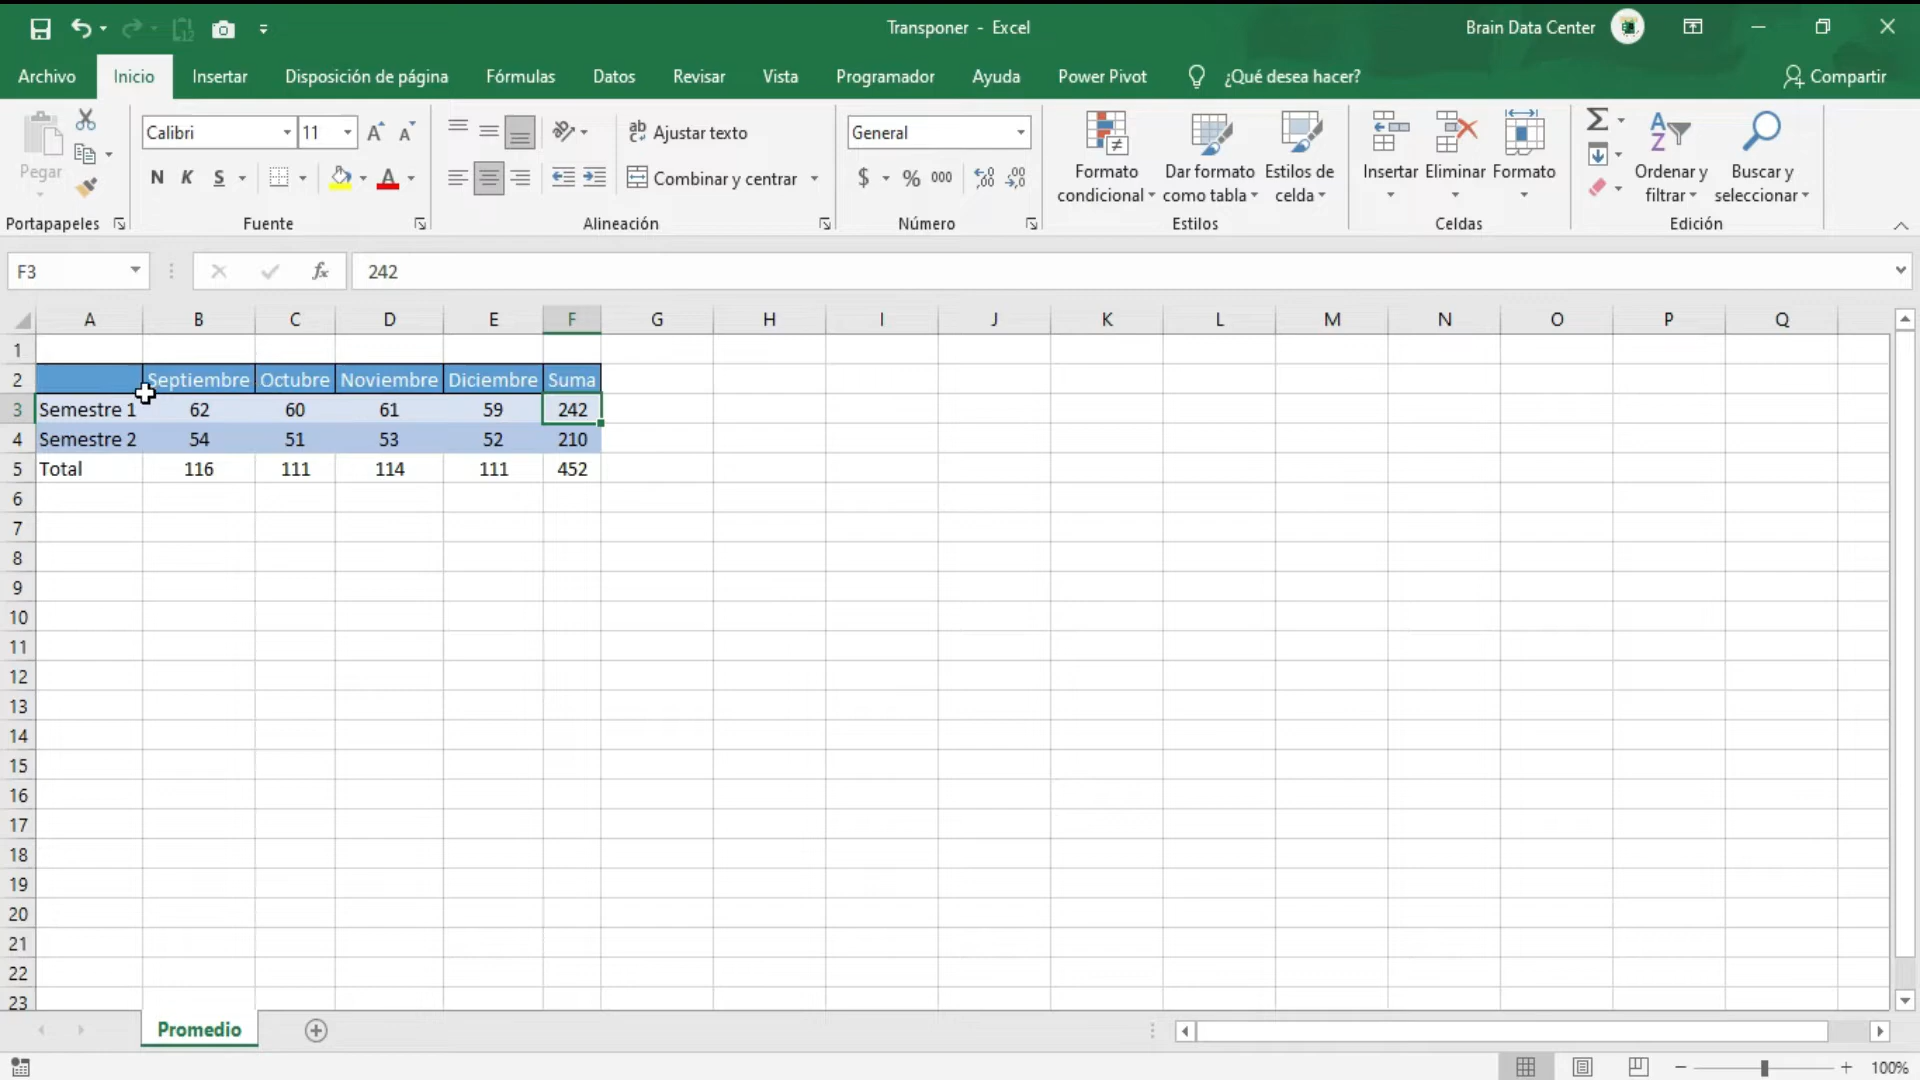 Transponer - Excel
Brain Data Center
Archivo Inicio Insertar Disposición de página Fórmulas Datos Revisar Vista Programador Ayuda Power Pivot ¿Qué desea hacer? Compartir
Pegar
Portapapeles
Calibri 11
N K S A
Fuente
Ajustar texto
Combinar y centrar
Alineación
General
$ % 000
Número
Formato condicional
Dar formato como tabla
Estilos de celda
Estilos
Insertar Eliminar Formato
Celdas
Ordenar y filtrar
Buscar y seleccionar
Edición
F3 fx 242
A B C D E F G H I J K L M N O P Q
1
2 Septiembre Octubre Noviembre Diciembre Suma
3 Semestre 1 62 60 61 59 242
4 Semestre 2 54 51 53 52 210
5 Total 116 111 114 111 452
6
7
8
9
10
11
12
13
14
15
16
17
18
19
20
21
22
23
Promedio
100%